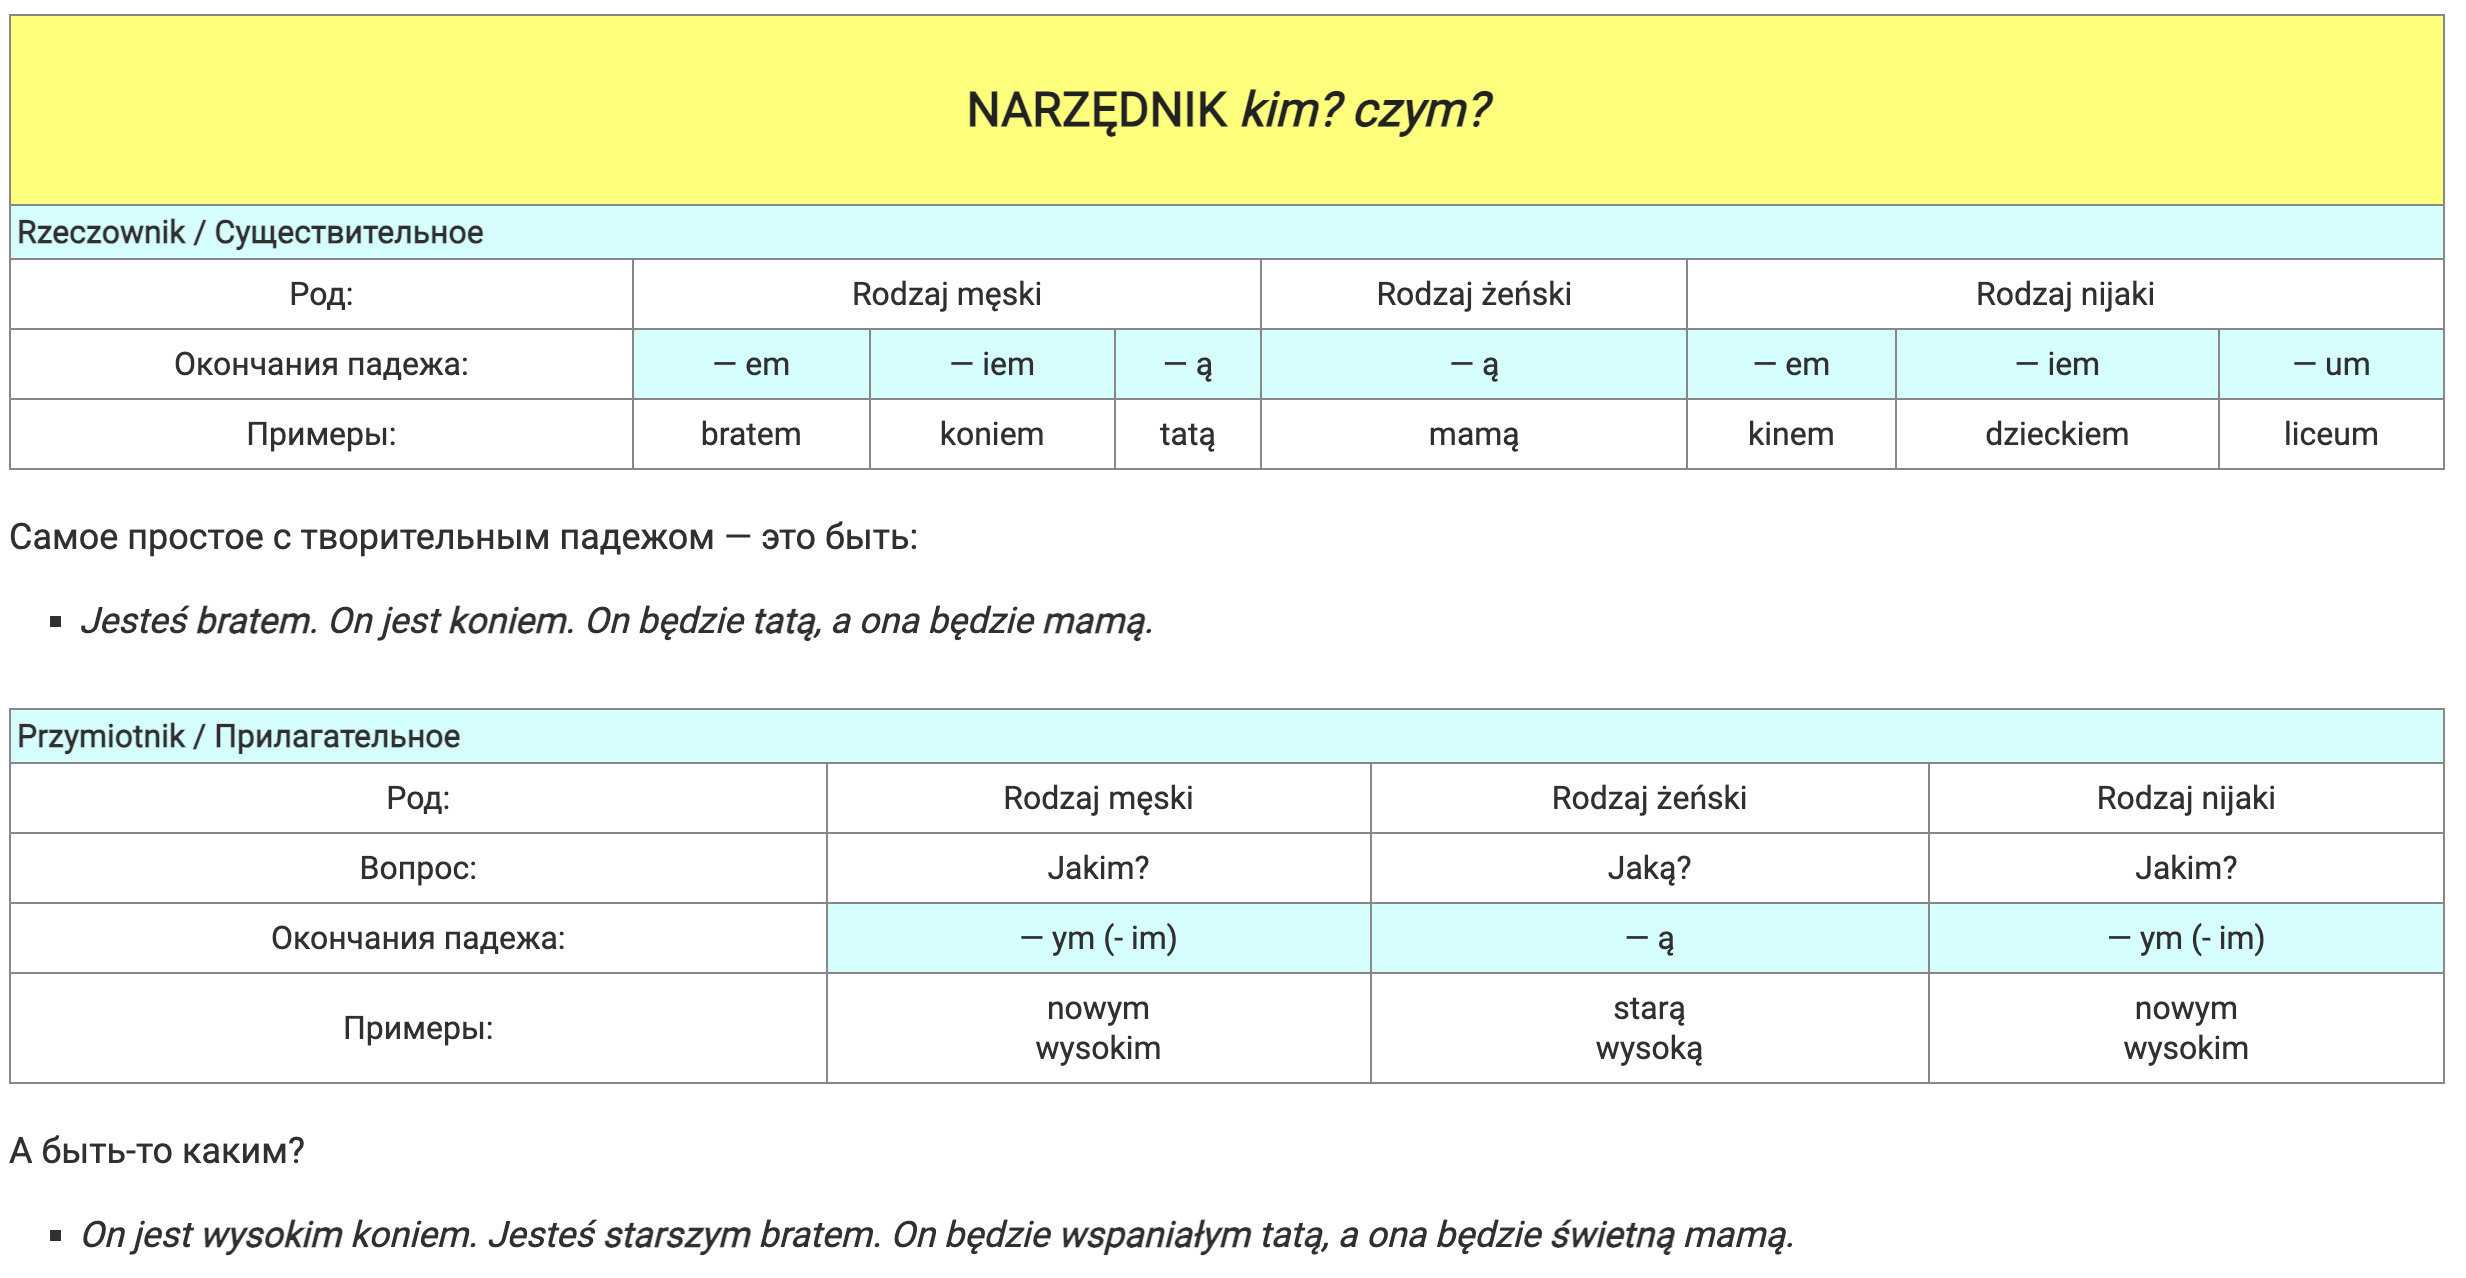 NARZĘDNIK kim? czym?
Rzeczownik / Существительное
Род: Rodzaj męski Rodzaj żeński Rodzaj nijaki
Окончания падежа: — em — iem — ą — ą — em — iem — um
Примеры: bratem koniem tatą mamą kinem dzieckiem liceum
Самое простое с творительным падежом — это быть:
▪ Jesteś bratem. On jest koniem. On będzie tatą, a ona będzie mamą.
Przymiotnik / Прилагательное
Род: Rodzaj męski Rodzaj żeński Rodzaj nijaki
Вопрос: Jakim? Jaką? Jakim?
Окончания падежа: — ym (- im) — ą — ym (- im)
Примеры: nowym starą nowym
wysokim wysoką wysokim
А быть-то каким?
▪ On jest wysokim koniem. Jesteś starszym bratem. On będzie wspaniałym tatą, a ona będzie świetną mamą.